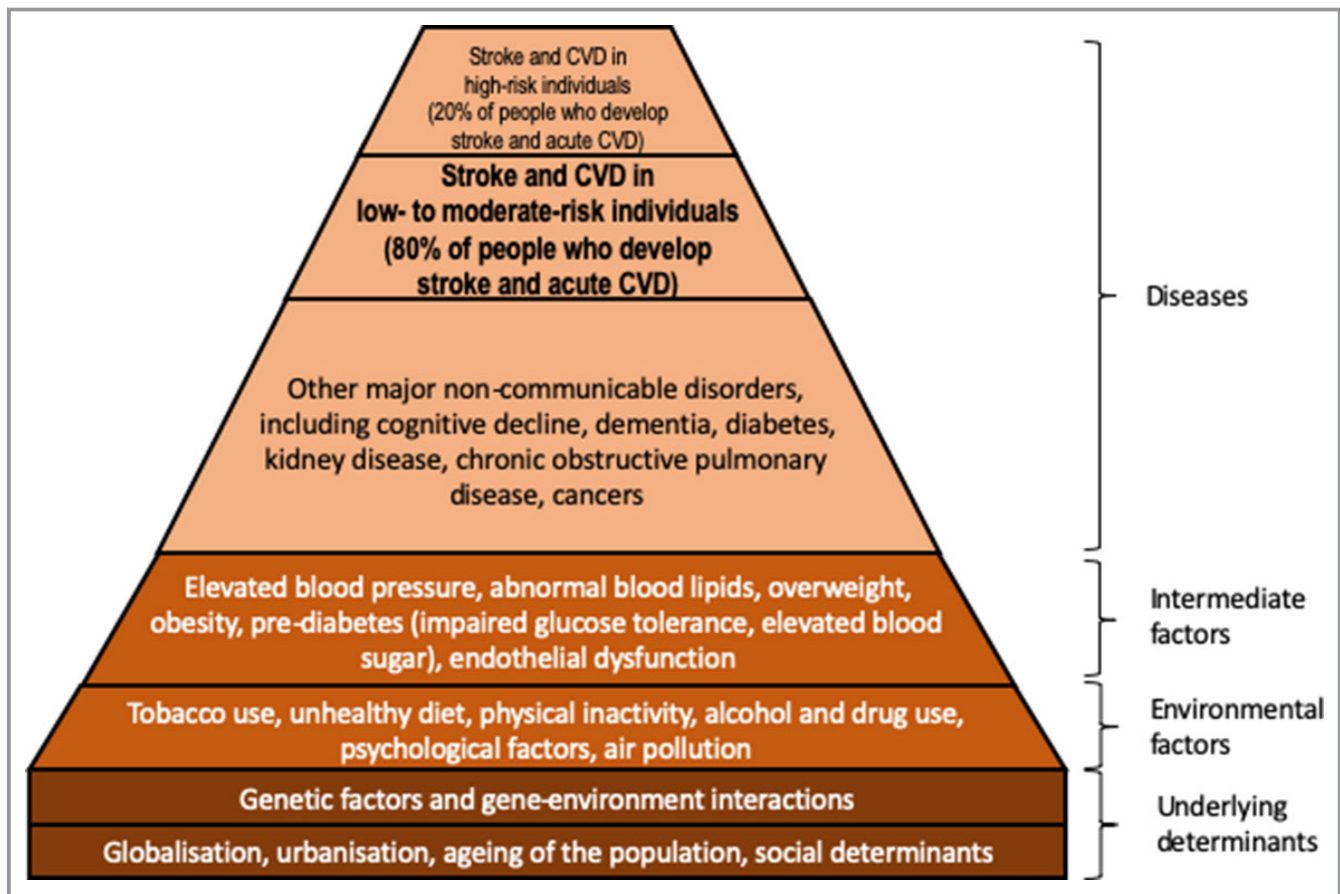 Stroke and CVD in
high-risk individuals
(20% of people who develop
stroke and acute CVD)
Stroke and CVD in
low- to moderate-risk individuals
(80% of people who develop
stroke and acute CVD)
Diseases
Other major non-communicable disorders,
including cognitive decline, dementia, diabetes,
kidney disease, chronic obstructive pulmonary
disease, cancers
Elevated blood pressure, abnormal blood lipids, overweight,
obesity, pre-diabetes (impaired glucose tolerance, elevated blood
sugar), endothelial dysfunction
Intermediate
factors
Tobacco use, unhealthy diet, physical inactivity, alcohol and drug use,
psychological factors, air pollution
Environmental
factors
Genetic factors and gene-environment interactions
Globalisation, urbanisation, ageing of the population, social determinants
Underlying
determinants